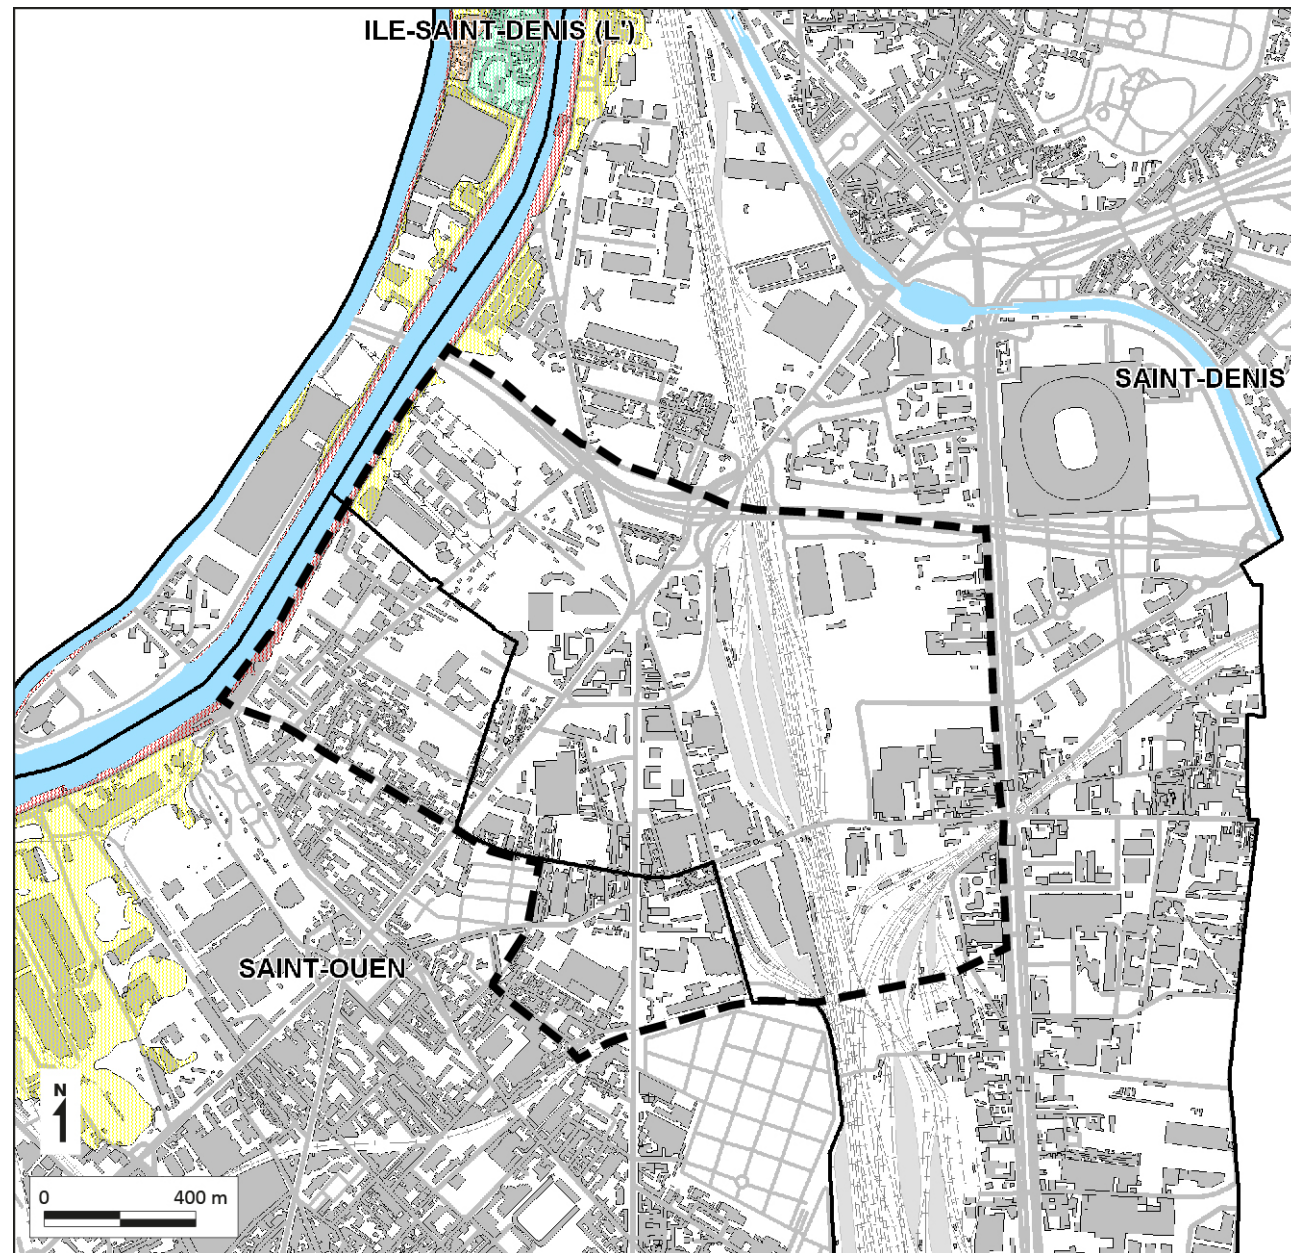 ILE-SAINT-DENIS (L')
SAINT-DENIS
SAINT-OUEN
N
0 400 m